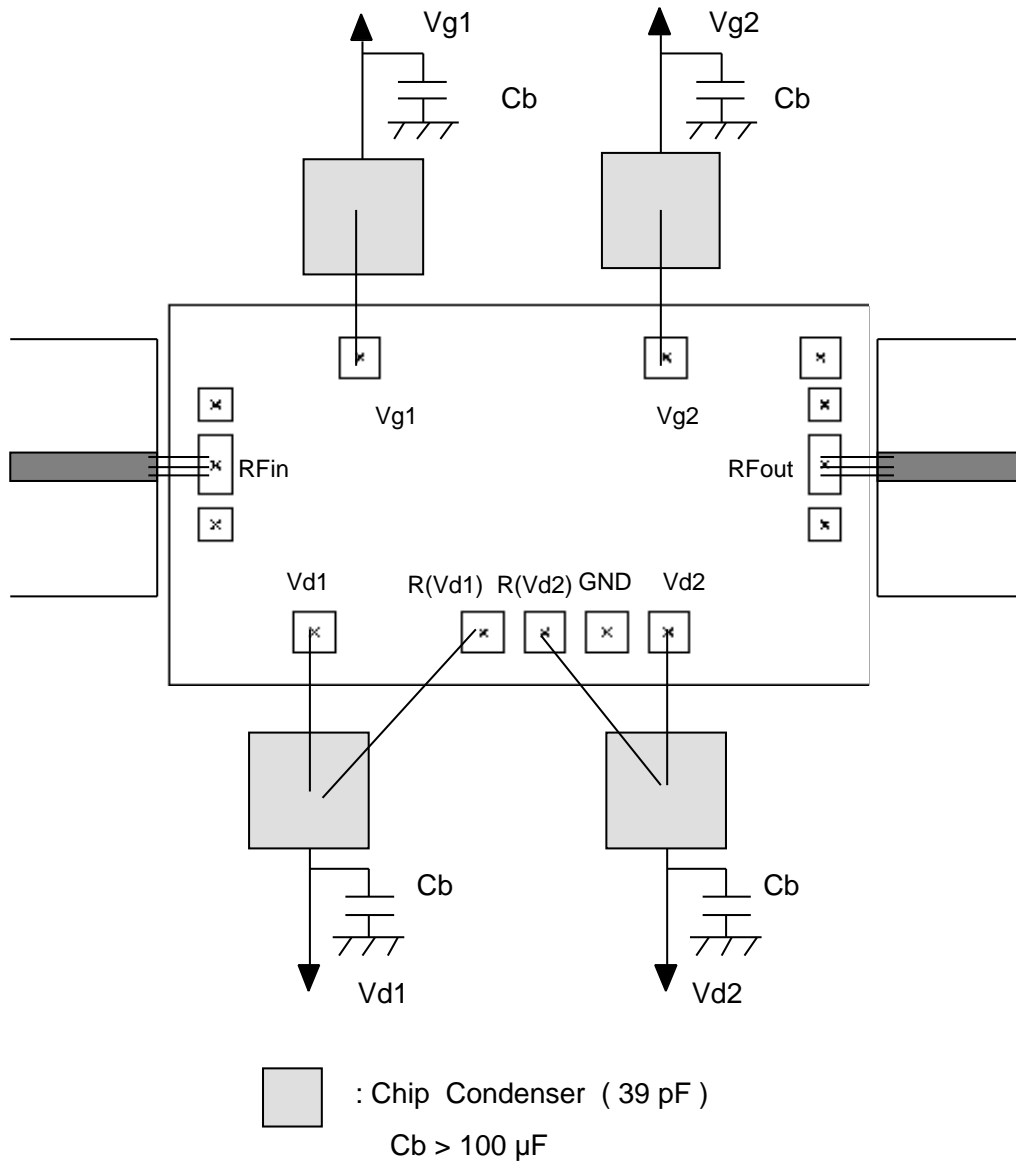 Vg1
Vg2
Cb
Cb
Vg1
Vg2
RFin
RFout
Vd1
R(Vd1)
R(Vd2)
GND
Vd2
Cb
Cb
Vd1
Vd2
: Chip Condenser ( 39 pF )
Cb > 100 µF